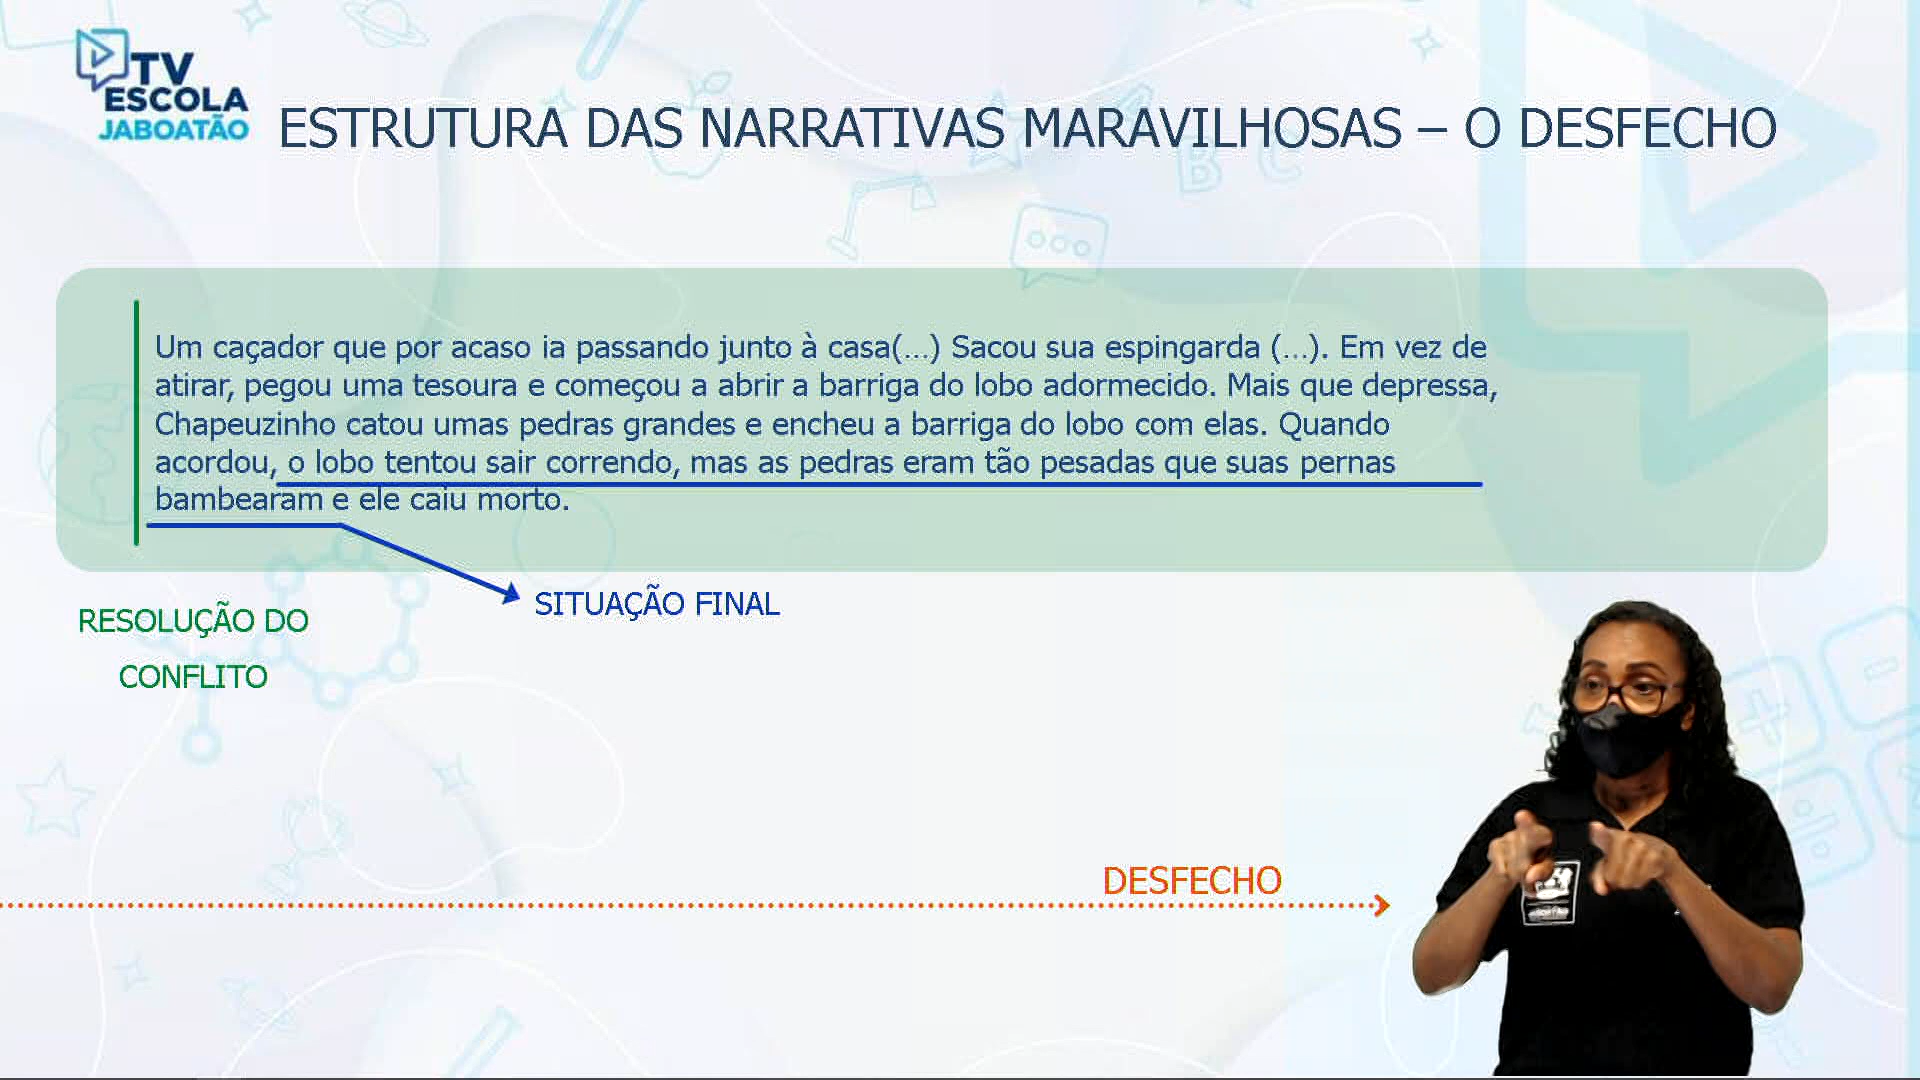 TV
ESCOLA
JABOATÃO
ESTRUTURA DAS NARRATIVAS MARAVILHOSAS – O DESFECHO
Um caçador que por acaso ia passando junto à casa(...) Sacou sua espingarda (...). Em vez de
atirar, pegou uma tesoura e começou a abrir a barriga do lobo adormecido. Mais que depressa,
Chapeuzinho catou umas pedras grandes e encheu a barriga do lobo com elas. Quando
acordou, o lobo tentou sair correndo, mas as pedras eram tão pesadas que suas pernas
bambearam e ele caiu morto.
SITUAÇÃO FINAL
RESOLUÇÃO DO
CONFLITO
DESFECHO